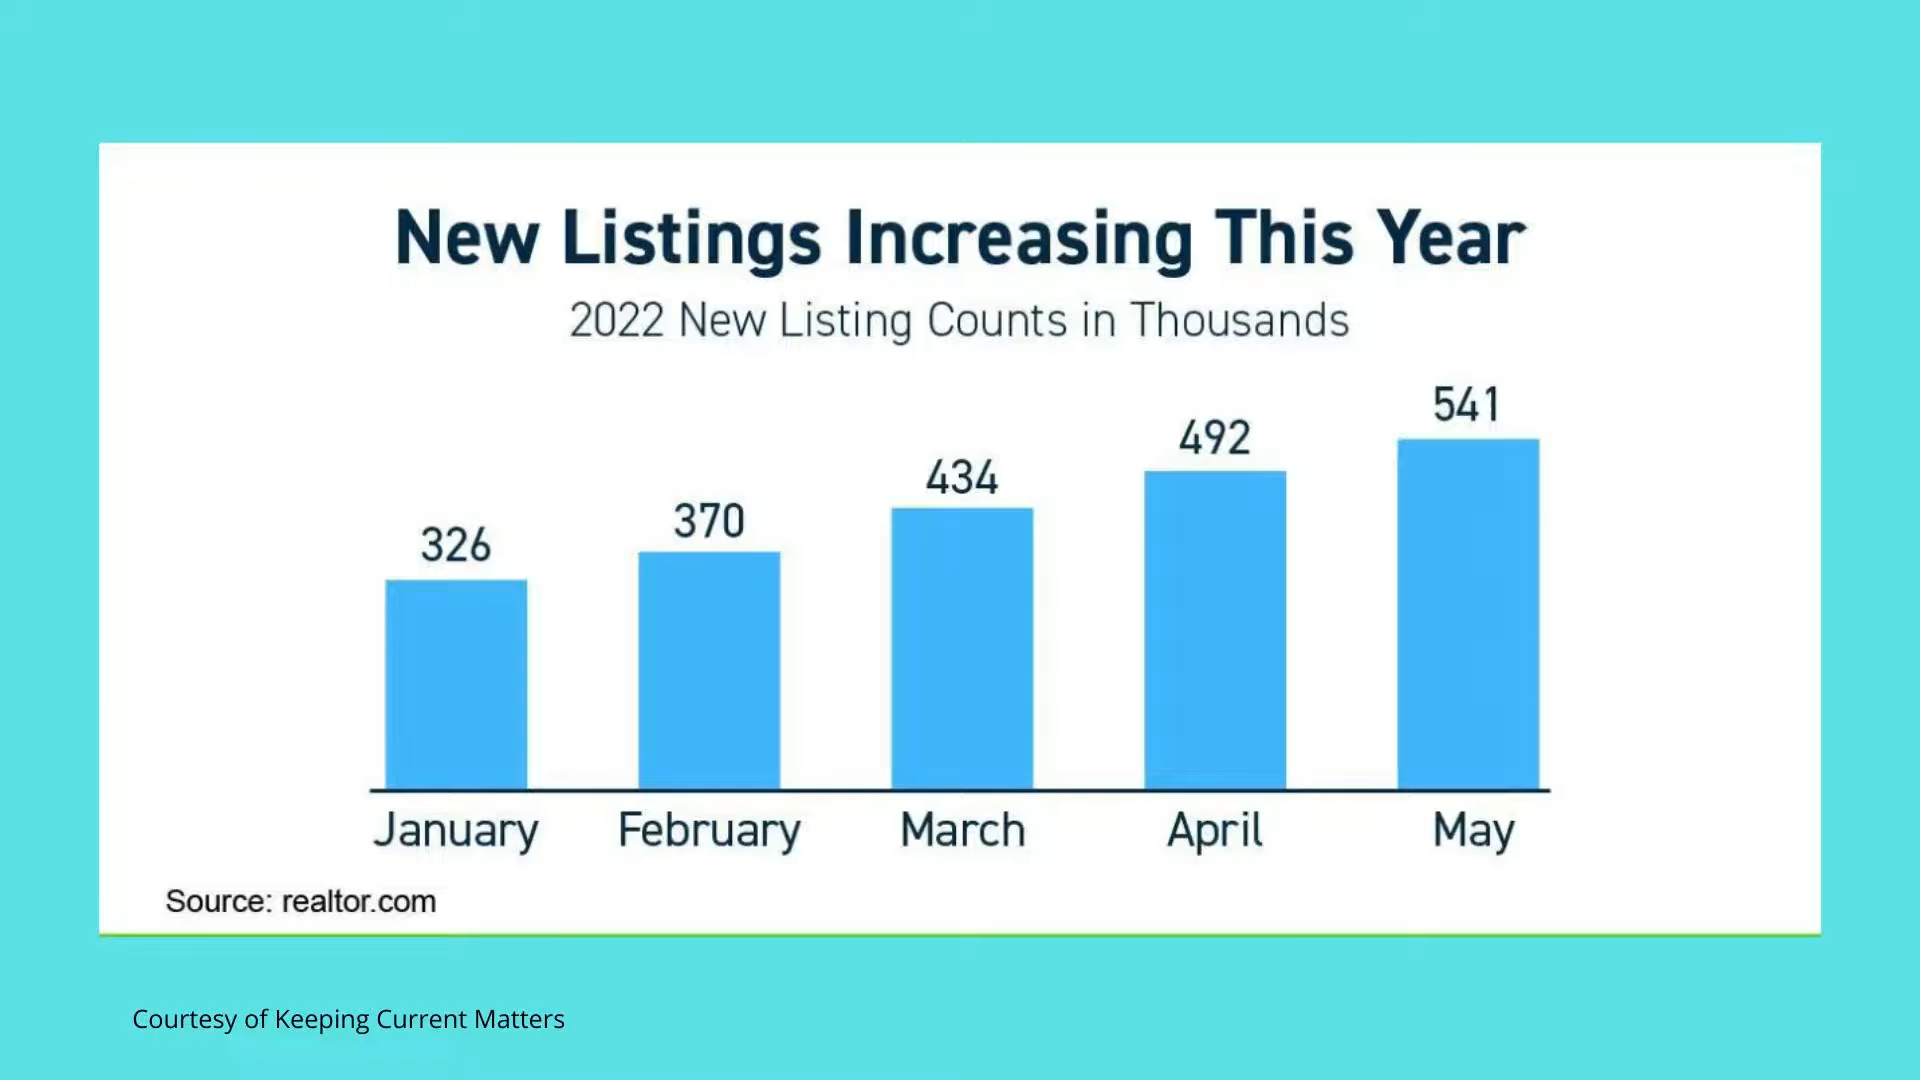 New Listings Increasing This Year
2022 New Listing Counts in Thousands
326
370
434
492
541
January
February
March
April
May
Source: realtor.com
Courtesy of Keeping Current Matters